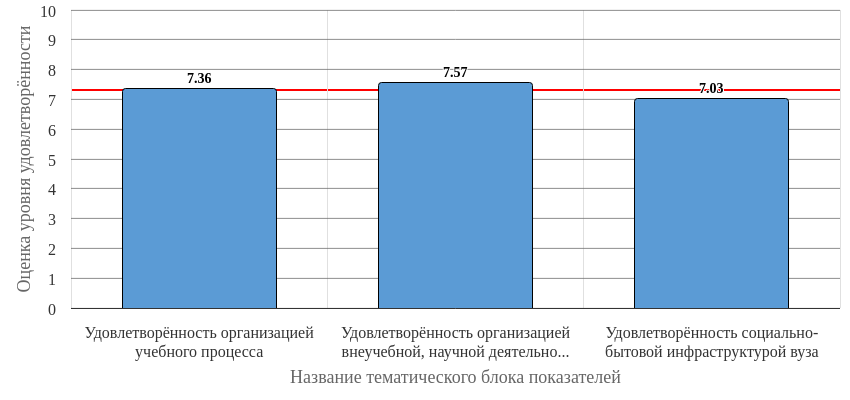 10
9
8
7
6
5
4
3
2
1
0
Оценка уровня удовлетворённости
7.36
7.57
7.03
Удовлетворённость организацией
учебного процесса
Удовлетворённость организацией
внеучебной, научной деятельно...
Удовлетворённость социально-
бытовой инфраструктурой вуза
Название тематического блока показателей